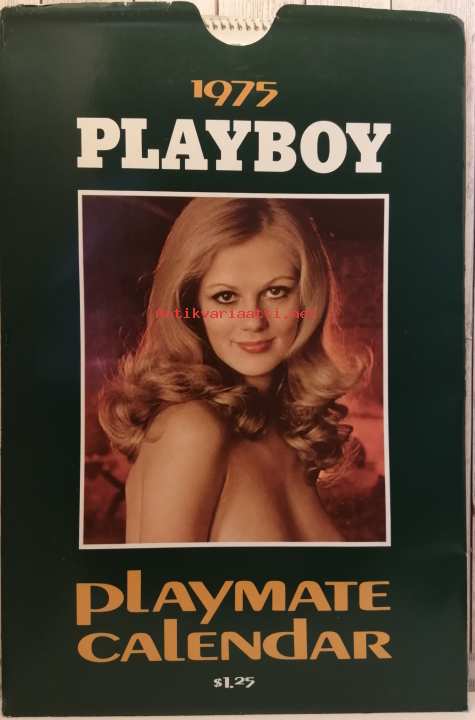 1975
PLAYBOY
Antikvariaatti.net
PLAYMATE
CALENDAR
$1.25